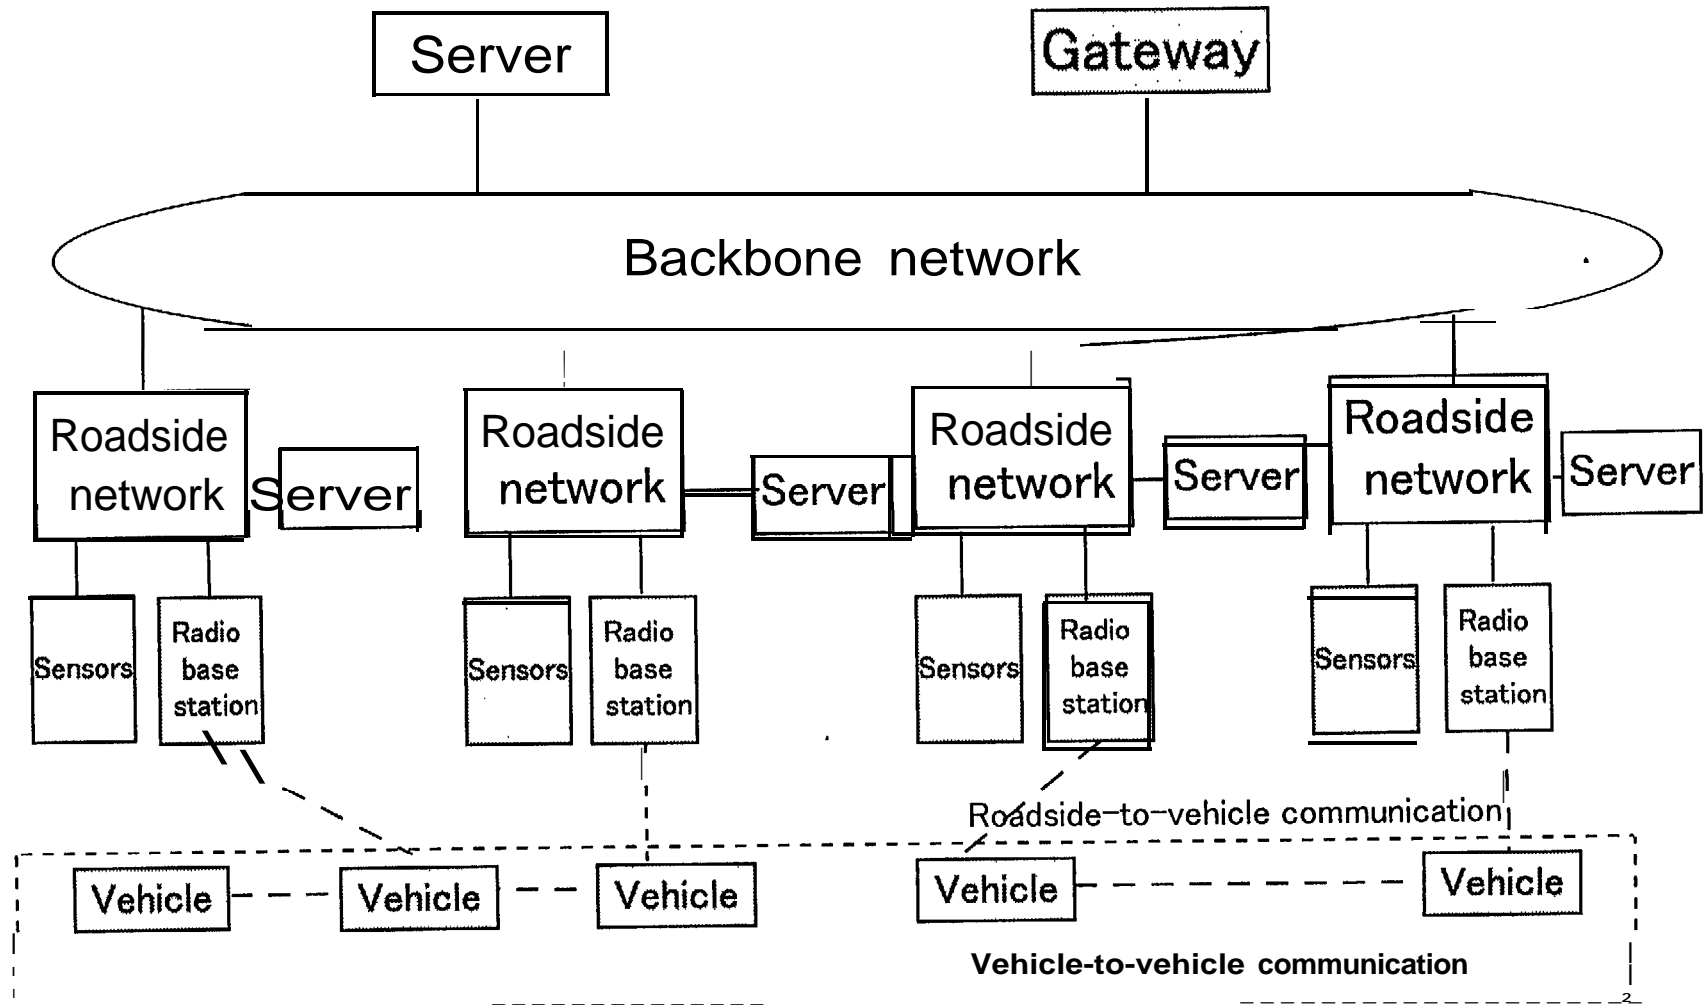 Server
Gateway
Backbone network
Roadside
network
Server
Roadside
network
Server
Roadside
network
Server
Roadside
network
Server
Sensors
Radio
base
station
Sensors
Radio
base
station
Sensors
Radio
base
station
Sensors
Radio
base
station
Roadside-to-vehicle communication
Vehicle
Vehicle
Vehicle
Vehicle
Vehicle
Vehicle-to-vehicle communication
2